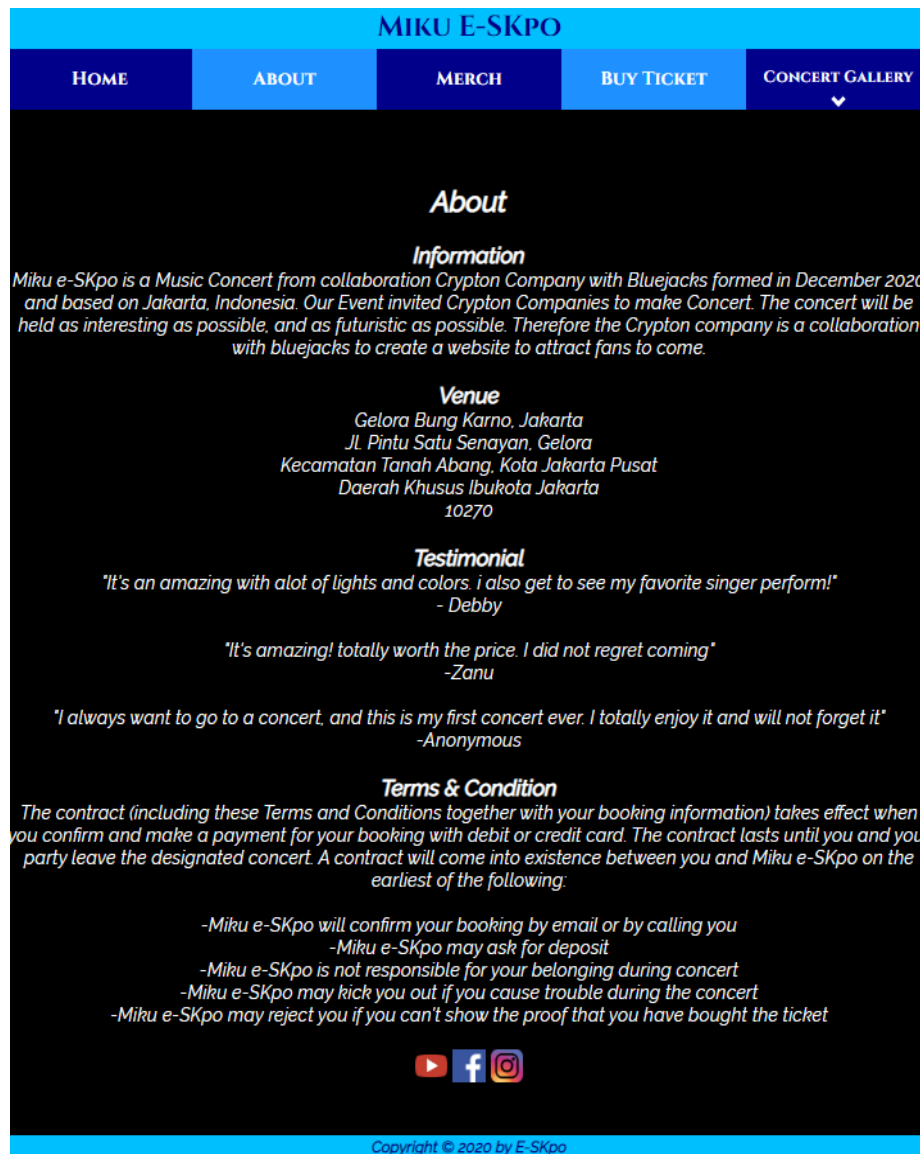 Miku E-SKpo
Home
About
Merch
Buy Ticket
Concert Gallery
About
Information
Miku e-SKpo is a Music Concert from collaboration Crypton Company with Bluejacks formed in December 2020
and based on Jakarta, Indonesia. Our Event invited Crypton Companies to make Concert. The concert will be
held as interesting as possible, and as futuristic as possible. Therefore the Crypton company is a collaboration
with bluejacks to create a website to attract fans to come.
Venue
Gelora Bung Karno, Jakarta
Jl. Pintu Satu Senayan, Gelora
Kecamatan Tanah Abang, Kota Jakarta Pusat
Daerah Khusus Ibukota Jakarta
10270
Testimonial
"It's an amazing with alot of lights and colors. i also get to see my favorite singer perform!"
- Debby
"It's amazing! totally worth the price. I did not regret coming"
-Zanu
"I always want to go to a concert, and this is my first concert ever. I totally enjoy it and will not forget it"
-Anonymous
Terms & Condition
The contract (including these Terms and Conditions together with your booking information) takes effect when
you confirm and make a payment for your booking with debit or credit card. The contract lasts until you and you
party leave the designated concert. A contract will come into existence between you and Miku e-SKpo on the
earliest of the following:
-Miku e-SKpo will confirm your booking by email or by calling you
-Miku e-SKpo may ask for deposit
-Miku e-SKpo is not responsible for your belonging during concert
-Miku e-SKpo may kick you out if you cause trouble during the concert
-Miku e-SKpo may reject you if you can't show the proof that you have bought the ticket
Copyright © 2020 by E-SKpo